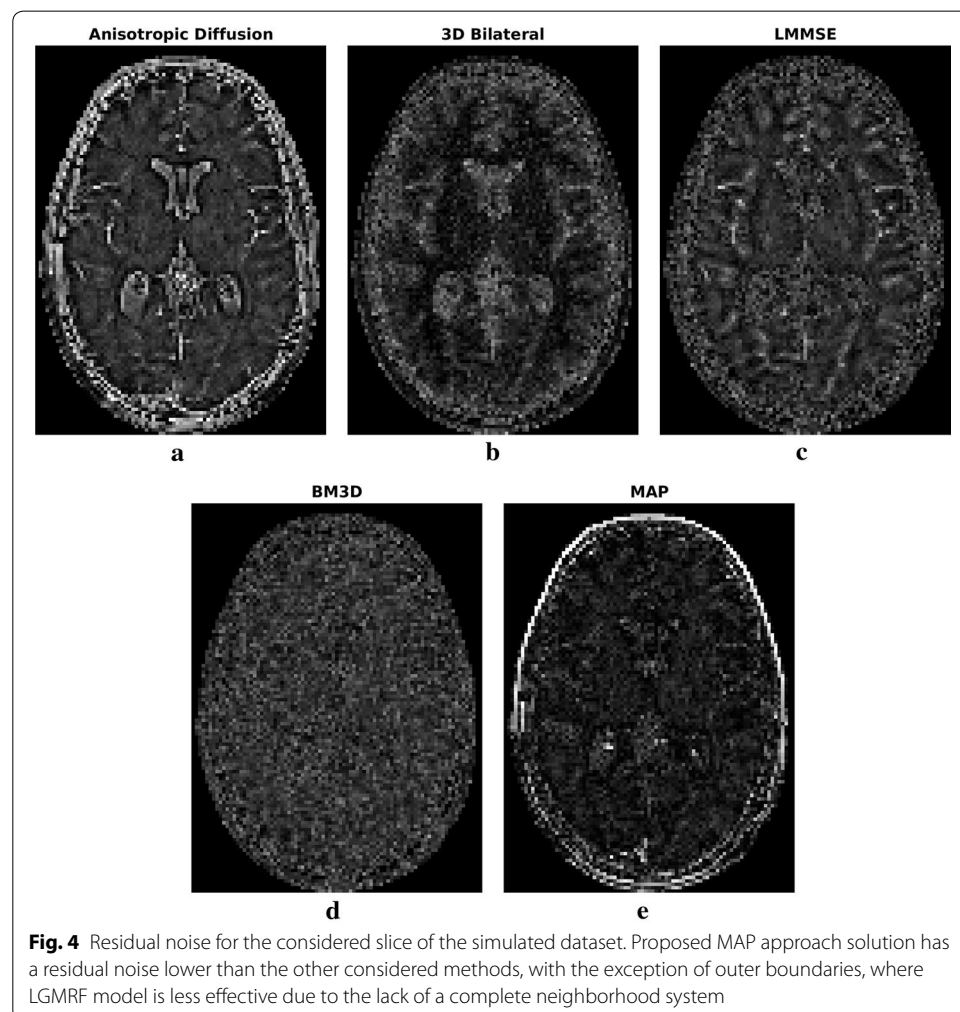 Anisotropic Diffusion
3D Bilateral
LMMSE
a
b
c
BM3D
MAP
d
e
Fig. 4 Residual noise for the considered slice of the simulated dataset. Proposed MAP approach solution has
a residual noise lower than the other considered methods, with the exception of outer boundaries, where
LGMRF model is less effective due to the lack of a complete neighborhood system